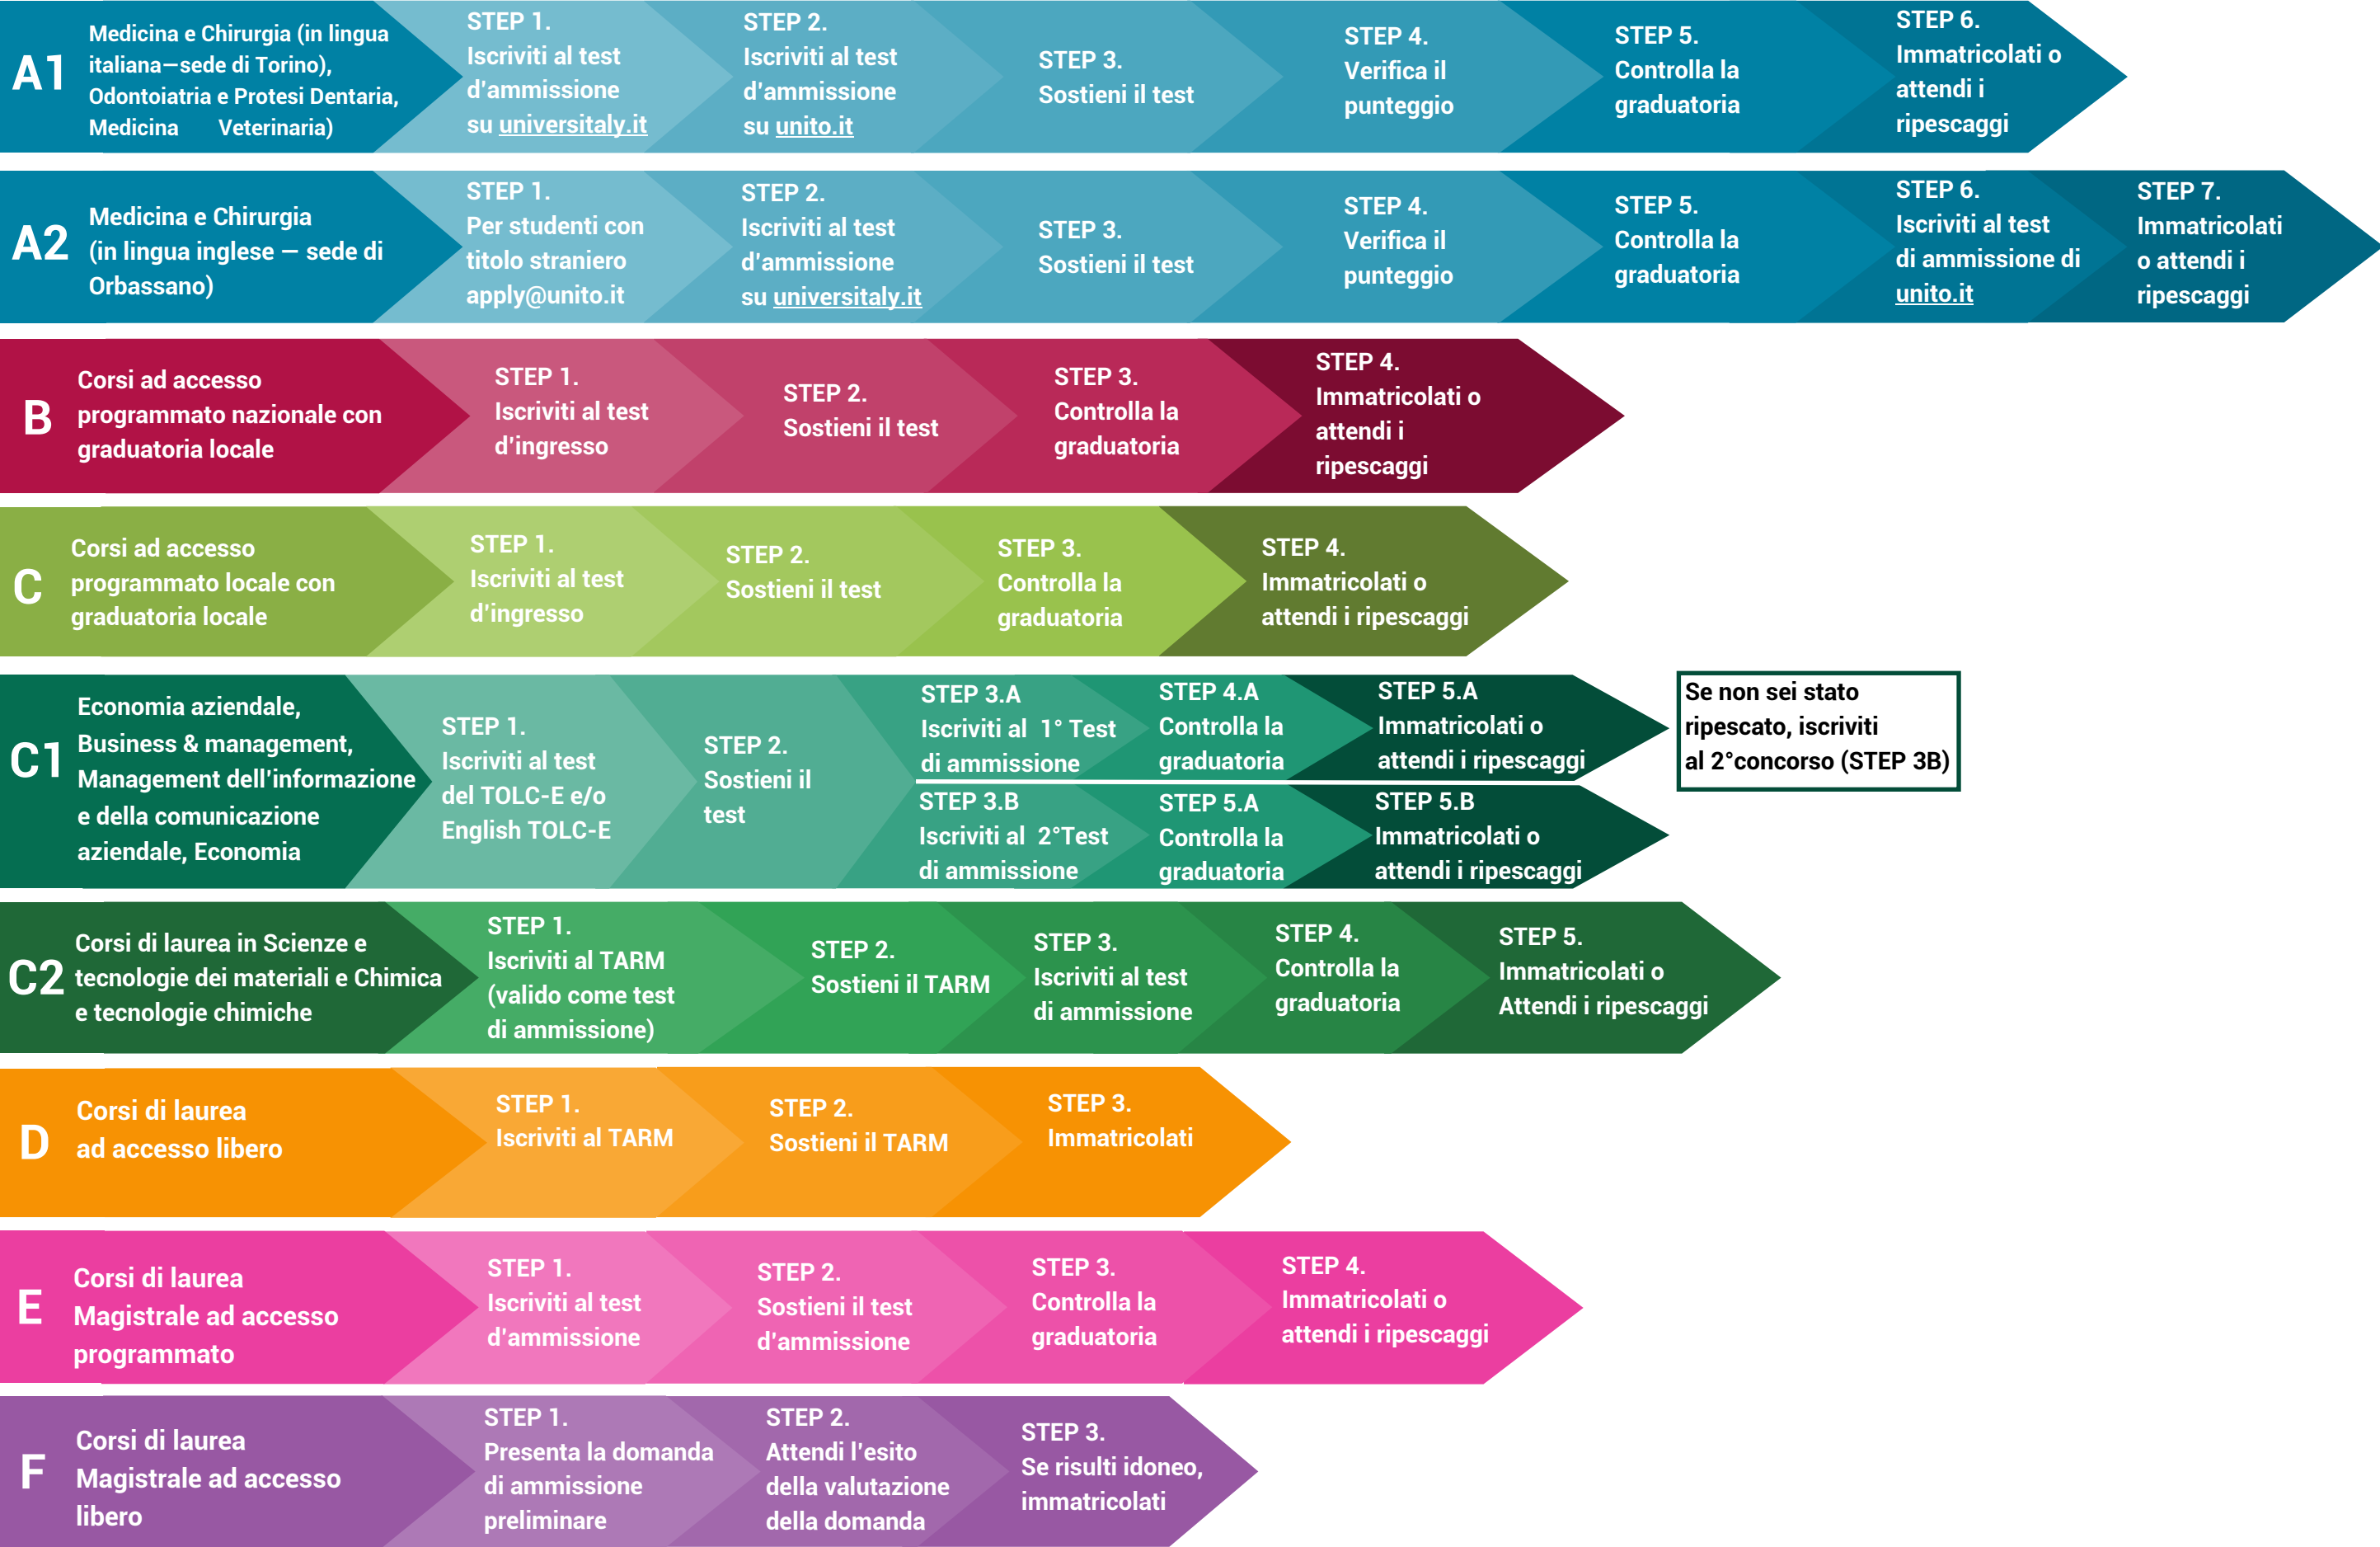 A1
Medicina e Chirurgia (in lingua
italiana—sede di Torino),
Odontoiatria e Protesi Dentaria,
Medicina Veterinaria)
STEP 1.
Iscriviti al test
d'ammissione
su universitaly.it
STEP 2.
Iscriviti al test
d'ammissione
su unito.it
STEP 3.
Sostieni il test
STEP 4.
Verifica il
punteggio
STEP 5.
Controlla la
graduatoria
STEP 6.
Immatricolati o
attendi i
ripescaggi
A2
Medicina e Chirurgia
(in lingua inglese — sede di
Orbassano)
STEP 1.
Per studenti con
titolo straniero
apply@unito.it
STEP 2.
Iscriviti al test
d'ammissione
su universitaly.it
STEP 3.
Sostieni il test
STEP 4.
Verifica il
punteggio
STEP 5.
Controlla la
graduatoria
STEP 6.
Iscriviti al test
di ammissione di
unito.it
STEP 7.
Immatricolati
o attendi i
ripescaggi
B
Corsi ad accesso
programmato nazionale con
graduatoria locale
STEP 1.
Iscriviti al test
d'ingresso
STEP 2.
Sostieni il test
STEP 3.
Controlla la
graduatoria
STEP 4.
Immatricolati o
attendi i
ripescaggi
C
Corsi ad accesso
programmato locale con
graduatoria locale
STEP 1.
Iscriviti al test
d'ingresso
STEP 2.
Sostieni il test
STEP 3.
Controlla la
graduatoria
STEP 4.
Immatricolati o
attendi i ripescaggi
C1
Economia aziendale,
Business & management,
Management dell'informazione
e della comunicazione
aziendale, Economia
STEP 1.
Iscriviti al test
del TOLC-E e/o
English TOLC-E
STEP 2.
Sostieni il
test
STEP 3.A
Iscriviti al 1° Test
di ammissione
STEP 4.A
Controlla la
graduatoria
STEP 5.A
Immatricolati o
attendi i ripescaggi
Se non sei stato
ripescato, iscriviti
al 2°concorso (STEP 3B)
STEP 3.B
Iscriviti al 2°Test
di ammissione
STEP 5.A
Controlla la
graduatoria
STEP 5.B
Immatricolati o
attendi i ripescaggi
C2
Corsi di laurea in Scienze e
tecnologie dei materiali e Chimica
e tecnologie chimiche
STEP 1.
Iscriviti al TARM
(valido come test
di ammissione)
STEP 2.
Sostieni il TARM
STEP 3.
Iscriviti al test
di ammissione
STEP 4.
Controlla la
graduatoria
STEP 5.
Immatricolati o
Attendi i ripescaggi
D
Corsi di laurea
ad accesso libero
STEP 1.
Iscriviti al TARM
STEP 2.
Sostieni il TARM
STEP 3.
Immatricolati
E
Corsi di laurea
Magistrale ad accesso
programmato
STEP 1.
Iscriviti al test
d'ammissione
STEP 2.
Sostieni il test
d'ammissione
STEP 3.
Controlla la
graduatoria
STEP 4.
Immatricolati o
attendi i ripescaggi
F
Corsi di laurea
Magistrale ad accesso
libero
STEP 1.
Presenta la domanda
di ammissione
preliminare
STEP 2.
Attendi l'esito
della valutazione
della domanda
STEP 3.
Se risulti idoneo,
immatricolati